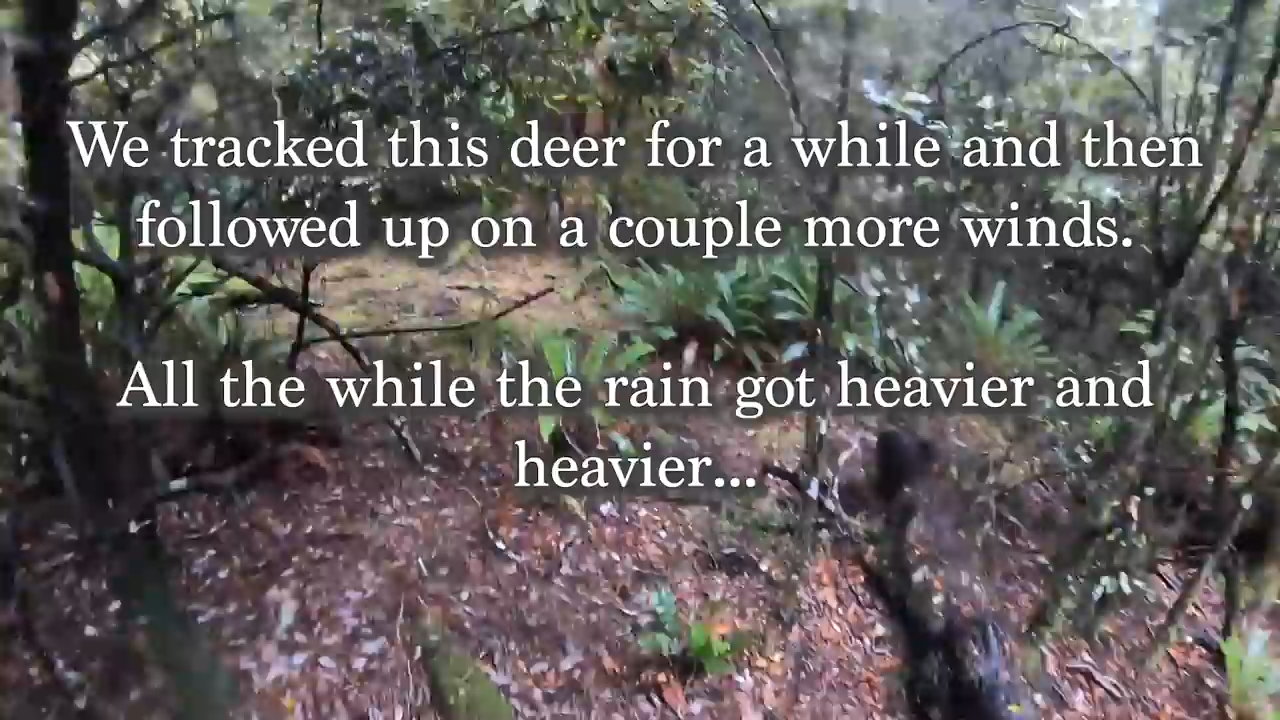 We tracked this deer for a while and then
followed up on a couple more winds.
All the while the rain got heavier and
heavier...